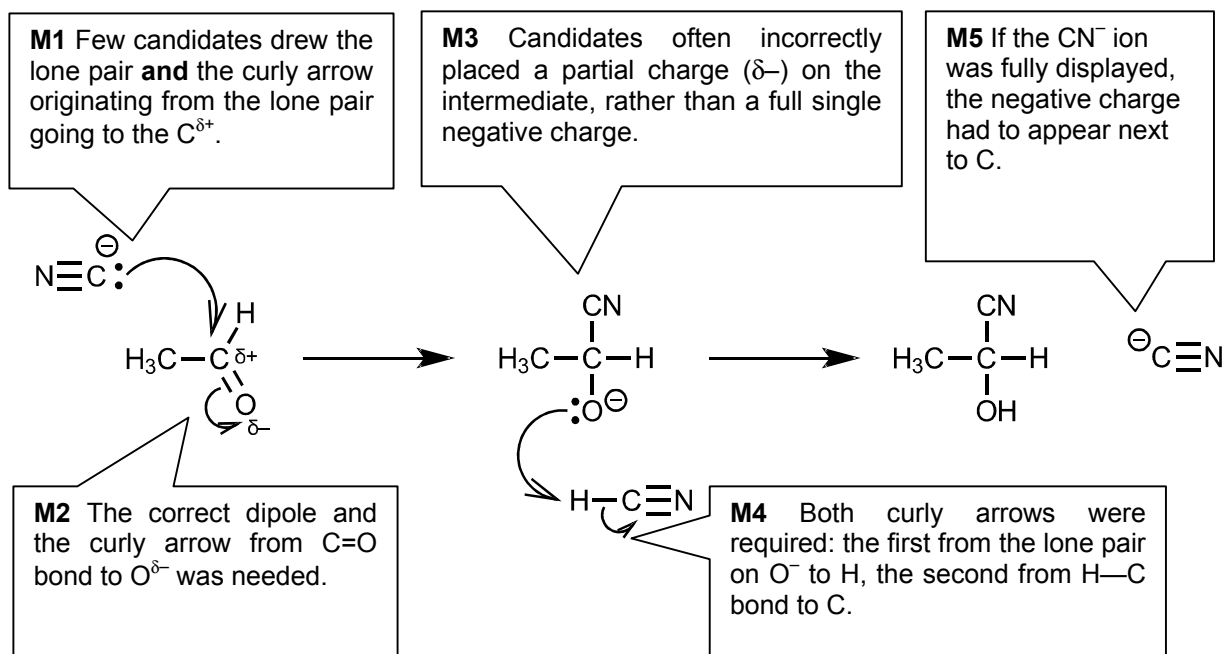 M1 Few candidates drew the
lone pair and the curly arrow
originating from the lone pair
going to the Cδ+.
M3 Candidates often incorrectly
placed a partial charge (δ–) on the
intermediate, rather than a full single
negative charge.
M5 If the CN– ion
was fully displayed,
the negative charge
had to appear next
to C.
N≡C:⊖
H
H3C–C δ+
O
δ–
CN
H3C–C–H
:O⊖
H–C≡N
CN
H3C–C–H
OH
⊖C≡N
M2 The correct dipole and
the curly arrow from C=O
bond to Oδ– was needed.
M4 Both curly arrows were
required: the first from the lone pair
on O– to H, the second from H—C
bond to C.